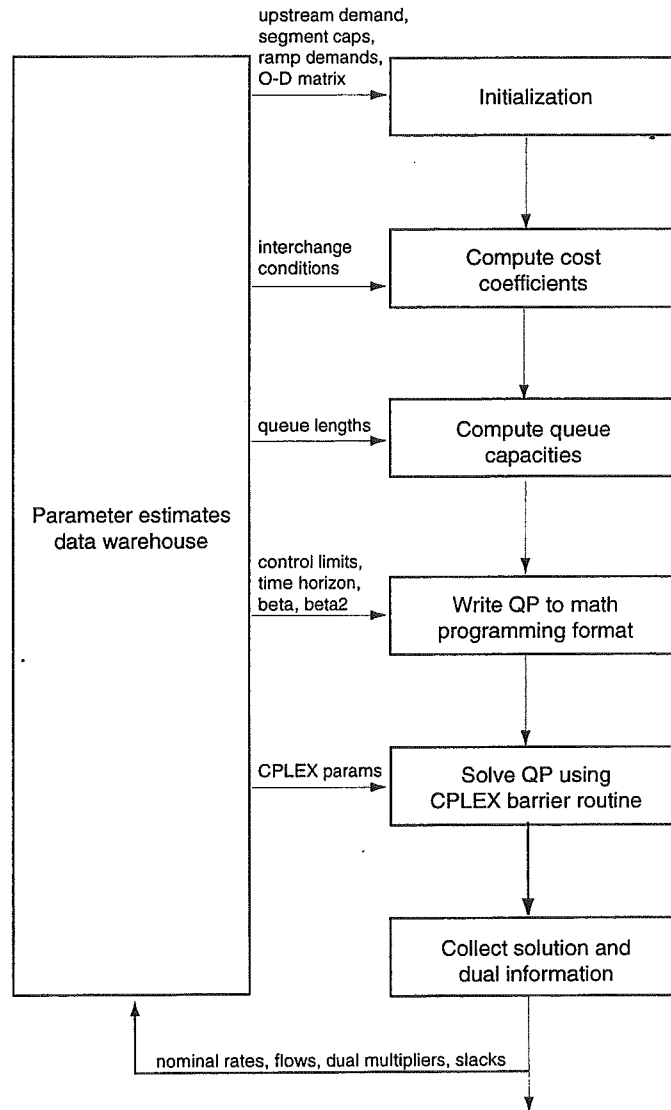 upstream demand,
segment caps,
ramp demands,
O-D matrix
Initialization
interchange
conditions
Compute cost
coefficients
queue lengths
Compute queue
capacities
Parameter estimates
data warehouse
control limits,
time horizon,
beta, beta2
Write QP to math
programming format
CPLEX params
Solve QP using
CPLEX barrier routine
Collect solution and
dual information
nominal rates, flows, dual multipliers, slacks